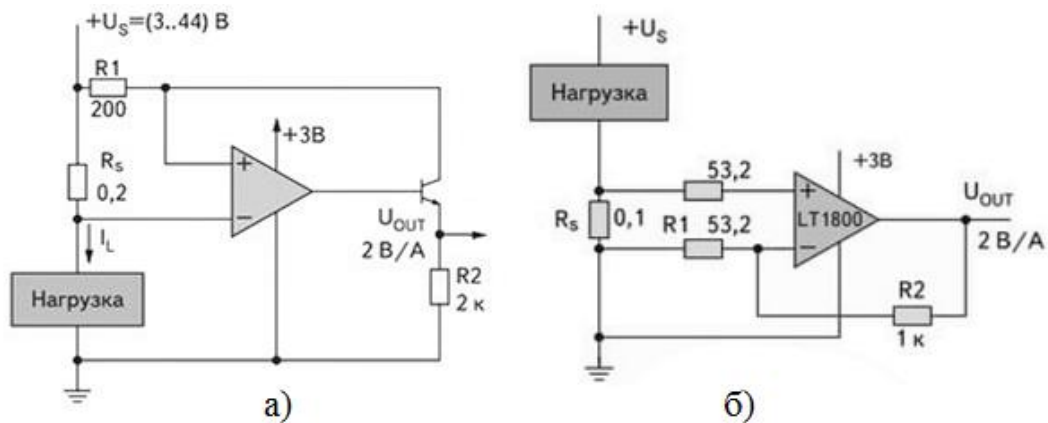 +U_S=(3..44) В
R1
200
R_s
0,2
+
−
+3В
I_L
U_OUT
2 В/А
R2
2 к
Нагрузка
а)
+U_S
Нагрузка
R_s
0,1
53,2
R1
53,2
+
−
LT1800
+3В
U_OUT
2 В/А
R2
1 к
б)